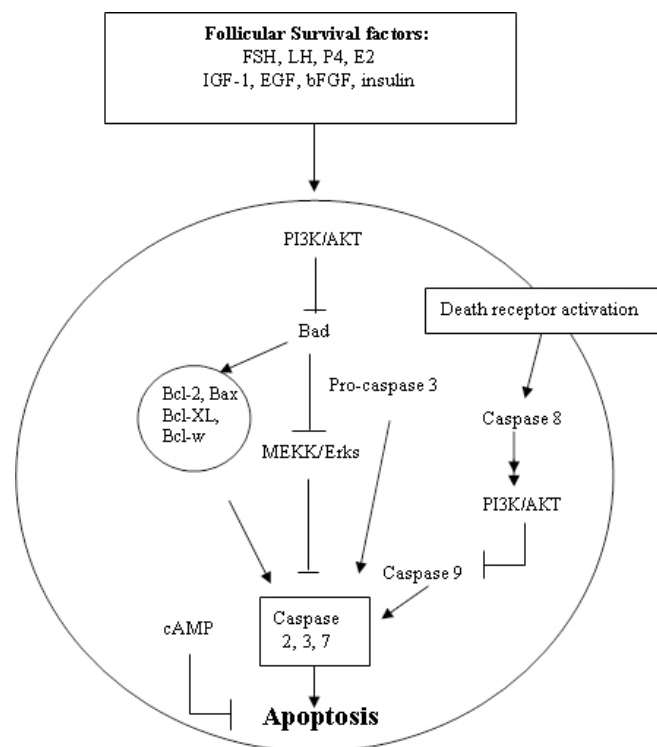 Follicular Survival factors:
FSH, LH, P4, E2
IGF-1, EGF, bFGF, insulin
PI3K/AKT
Death receptor activation
Bad
Bcl-2, Bax
Bcl-XL,
Bcl-w
Pro-caspase 3
Caspase 8
MEKK/Erks
PI3K/AKT
Caspase 9
Caspase
2, 3, 7
cAMP
Apoptosis